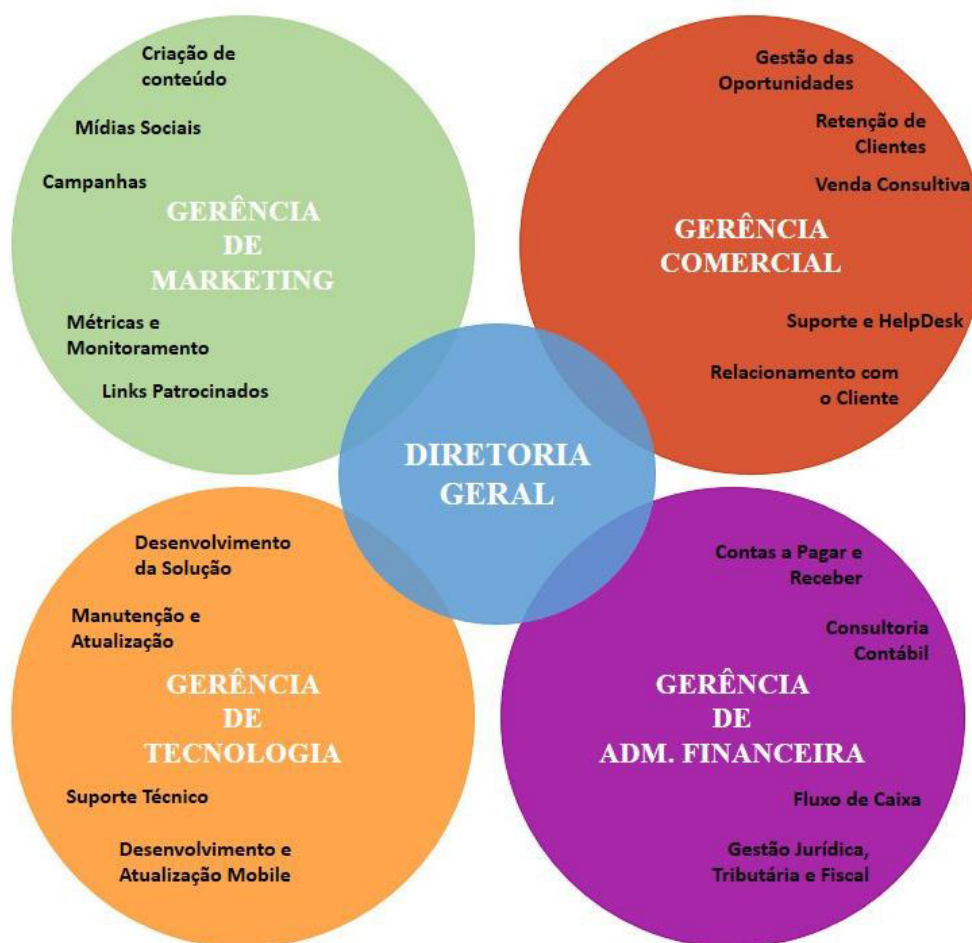 Criação de
conteúdo
Mídias Sociais
Campanhas
GERÊNCIA
DE
MARKETING
Métricas e
Monitoramento
Links Patrocinados
Gestão das
Oportunidades
Retenção de
Clientes
Venda Consultiva
GERÊNCIA
COMERCIAL
Suporte e HelpDesk
Relacionamento com
o Cliente
DIRETORIA
GERAL
Desenvolvimento
da Solução
Manutenção e
Atualização
GERÊNCIA
DE
TECNOLOGIA
Suporte Técnico
Desenvolvimento e
Atualização Mobile
Contas a Pagar e
Receber
Consultoria
Contábil
GERÊNCIA
DE
ADM. FINANCEIRA
Fluxo de Caixa
Gestão Jurídica,
Tributária e Fiscal